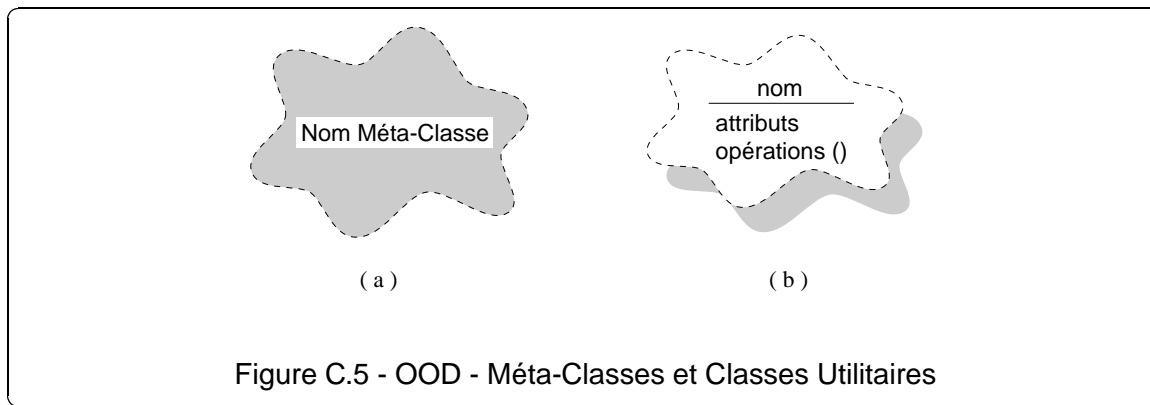 Nom Méta-Classe
nom
attributs
opérations ()
( a )
( b )
Figure C.5 - OOD - Méta-Classes et Classes Utilitaires